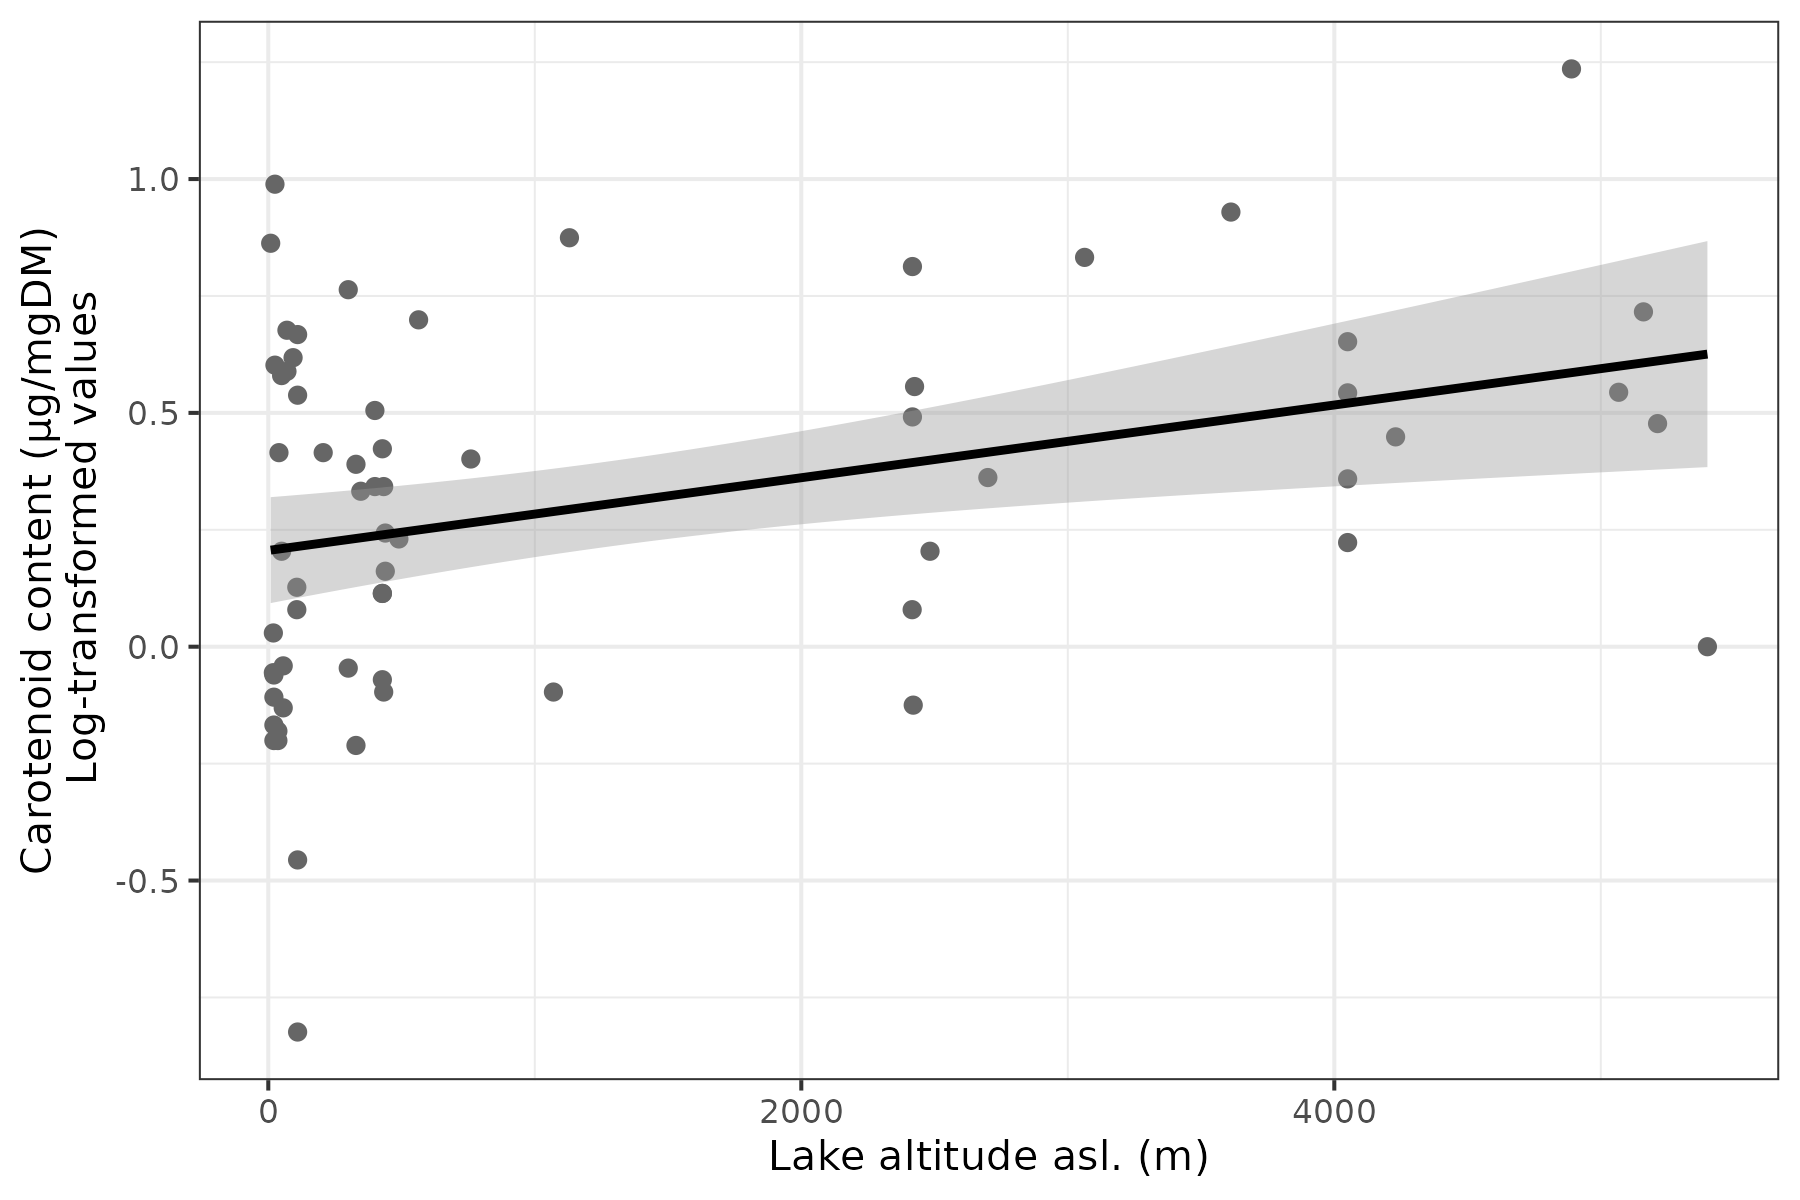 Carotenoid content (µg/mgDM)
Log-transformed values
1.0
0.5
0.0
-0.5
0
2000
4000
Lake altitude asl. (m)